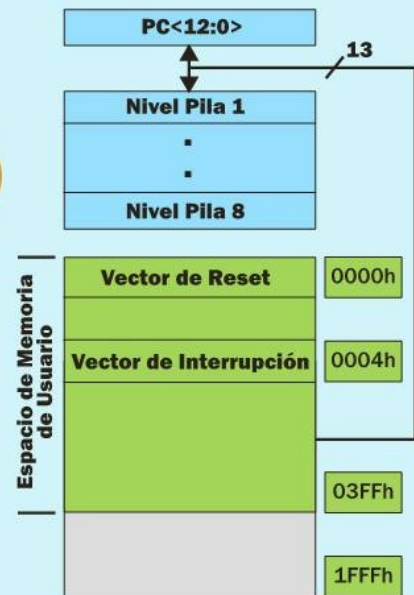 PC<12:0>
13
Nivel Pila 1
.
.
Nivel Pila 8
Espacio de Memoria
de Usuario
Vector de Reset
0000h
Vector de Interrupción
0004h
03FFh
1FFFh